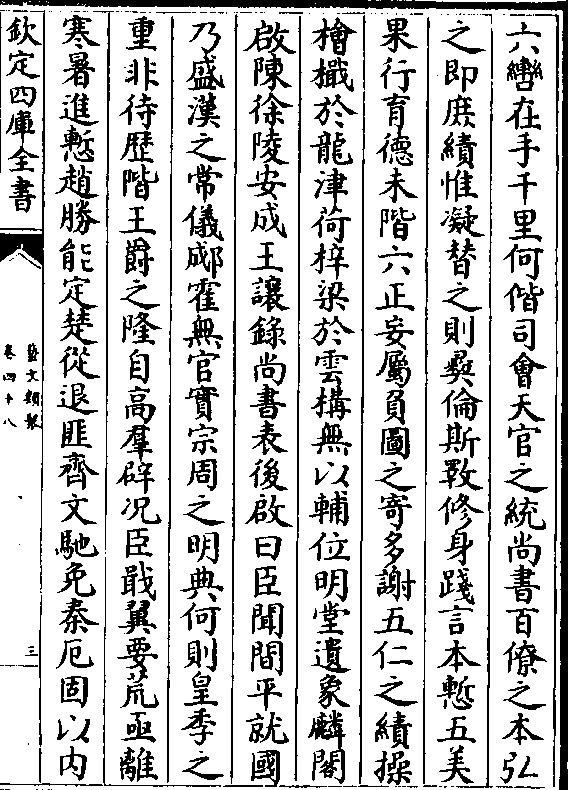 六轡在手千里何偕司會天官之統尚書百僚之本弘
之即庶績惟凝替之則彛倫斯斁修身踐言本慙五美
果行育德未階六正妄屬負圖之寄多謝五仁之績操
檜檝於龍津荷梓梁於雲搆無以輔位明堂遺象麟閣
啟陳徐陵安成王讓錄尚書表後啟曰臣聞間平就國
乃盛漢之常儀郕霍無官實宗周之明典何則皇季之
重非待歴階王爵之隆自高羣辟况臣戢翼要荒亟離
寒暑進慙趙勝能定楚從退匪齊文馳免秦厄固以内
欽定四庫全書
藝文類聚
卷四十八
三